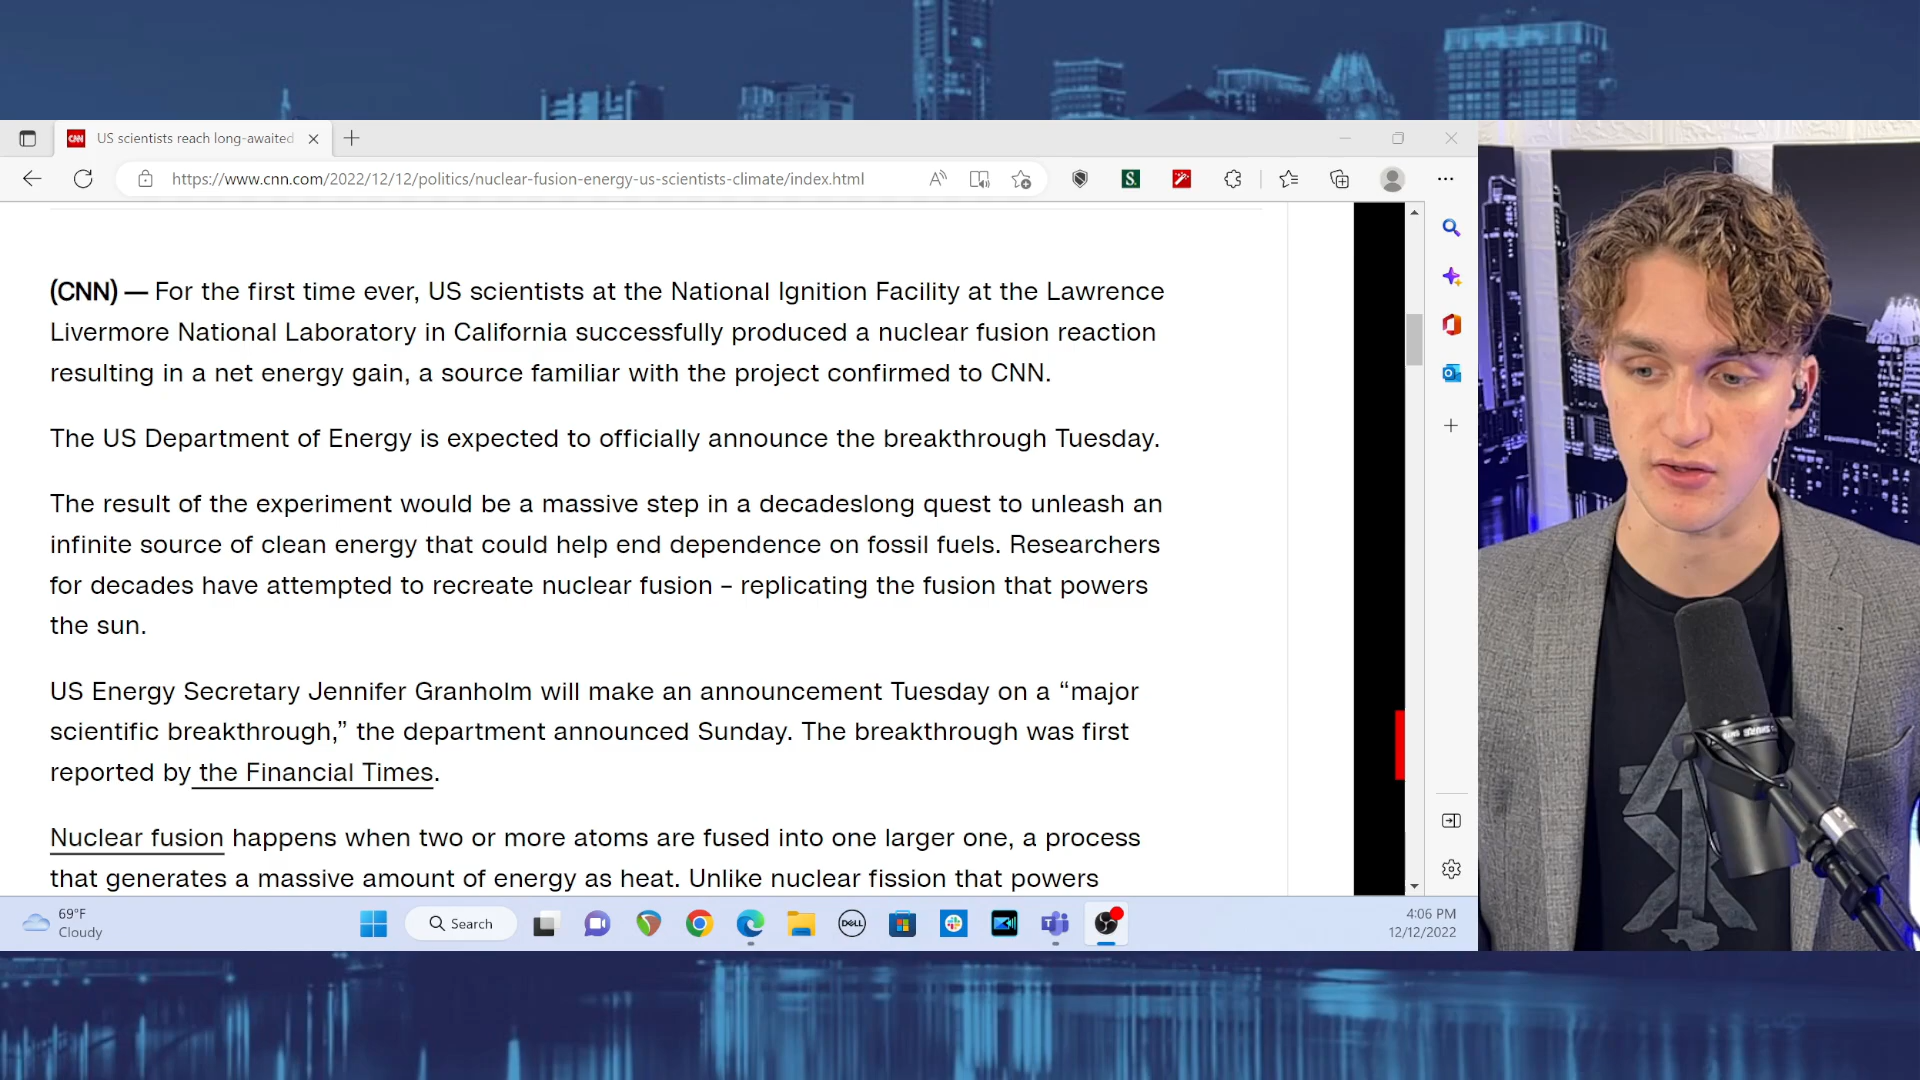 CNN US scientists reach long-awaited
https://www.cnn.com/2022/12/12/politics/nuclear-fusion-energy-us-scientists-climate/index.html
(CNN) — For the first time ever, US scientists at the National Ignition Facility at the Lawrence
Livermore National Laboratory in California successfully produced a nuclear fusion reaction
resulting in a net energy gain, a source familiar with the project confirmed to CNN.
The US Department of Energy is expected to officially announce the breakthrough Tuesday.
The result of the experiment would be a massive step in a decadeslong quest to unleash an
infinite source of clean energy that could help end dependence on fossil fuels. Researchers
for decades have attempted to recreate nuclear fusion – replicating the fusion that powers
the sun.
US Energy Secretary Jennifer Granholm will make an announcement Tuesday on a “major
scientific breakthrough,” the department announced Sunday. The breakthrough was first
reported by the Financial Times.
Nuclear fusion happens when two or more atoms are fused into one larger one, a process
that generates a massive amount of energy as heat. Unlike nuclear fission that powers
69°F
Cloudy
Search
DELL
4:06 PM
12/12/2022